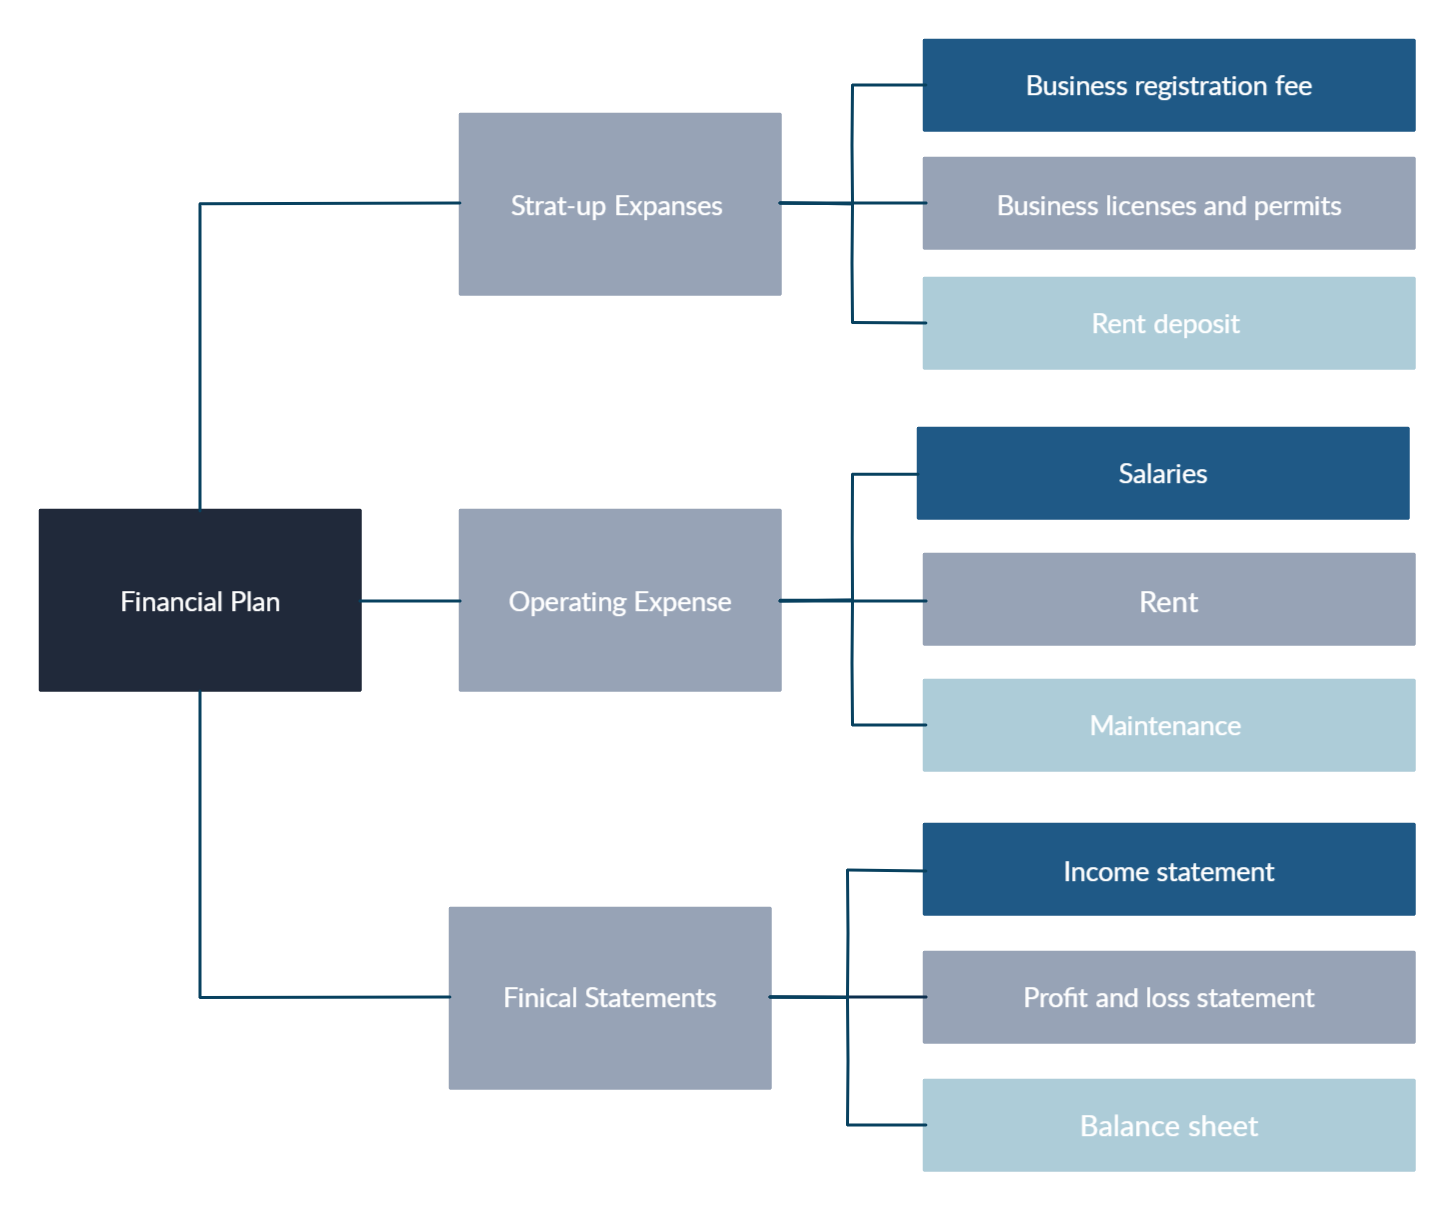 Financial Plan
Strat-up Expanses
Business registration fee
Business licenses and permits
Rent deposit
Operating Expense
Salaries
Rent
Maintenance
Finical Statements
Income statement
Profit and loss statement
Balance sheet